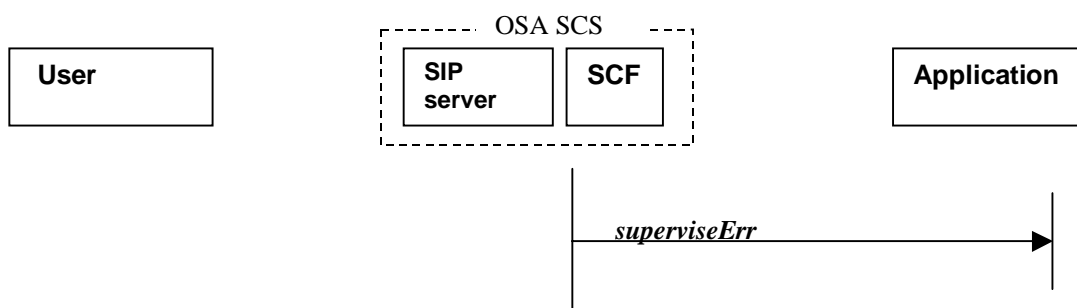 OSA SCS
User
SIP
server
SCF
Application
superviseErr